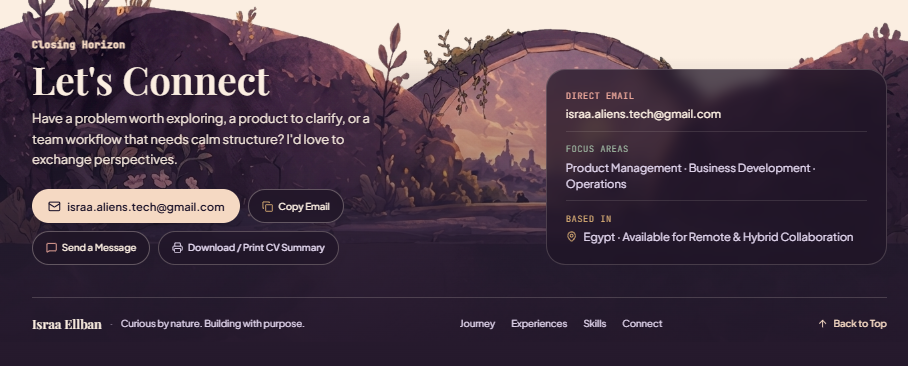 Closing Horizon
Let's Connect
Have a problem worth exploring, a product to clarify, or a
team workflow that needs calm structure? I'd love to
exchange perspectives.
israa.aliens.tech@gmail.com
Copy Email
Send a Message
Download / Print CV Summary
DIRECT EMAIL
israa.aliens.tech@gmail.com
FOCUS AREAS
Product Management · Business Development ·
Operations
BASED IN
Egypt · Available for Remote & Hybrid Collaboration
Israa Ellban · Curious by nature. Building with purpose.
Journey Experiences Skills Connect
Back to Top